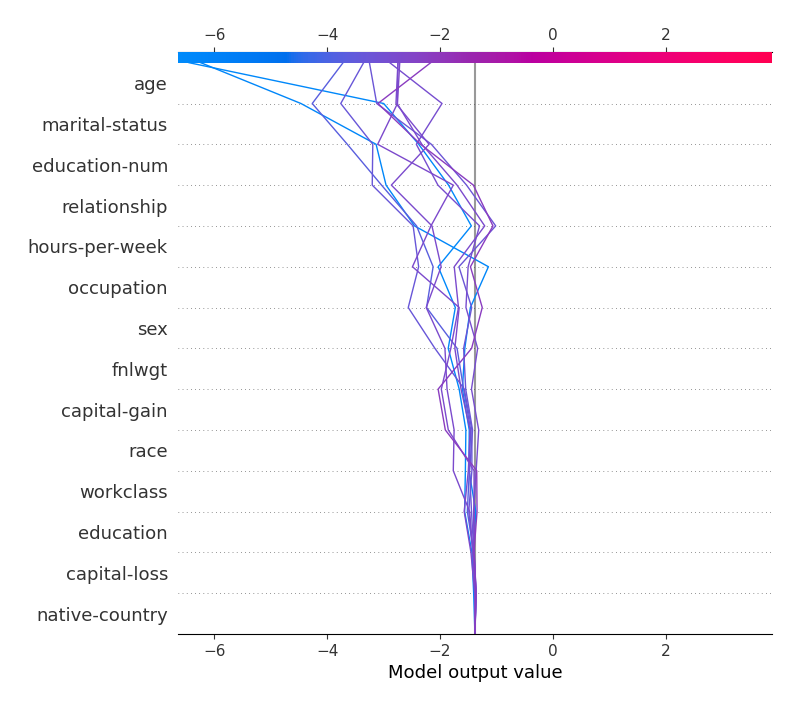 −6 −4 −2 0 2
age
marital-status
education-num
relationship
hours-per-week
occupation
sex
fnlwgt
capital-gain
race
workclass
education
capital-loss
native-country
−6 −4 −2 0 2
Model output value